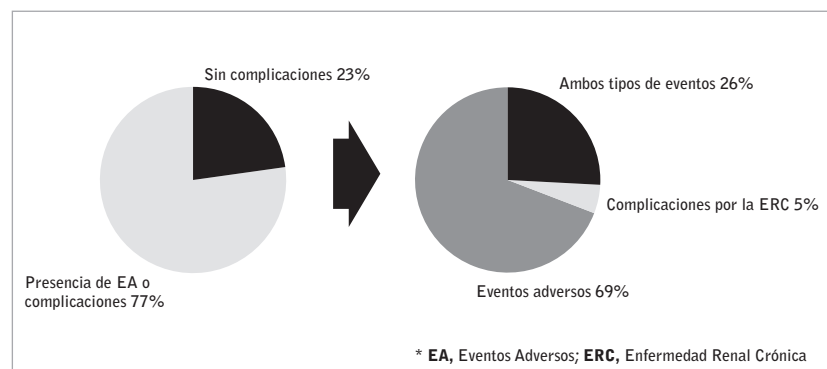 Sin complicaciones 23%
Presencia de EA o
complicaciones 77%
Ambos tipos de eventos 26%
Complicaciones por la ERC 5%
Eventos adversos 69%
* EA, Eventos Adversos; ERC, Enfermedad Renal Crónica